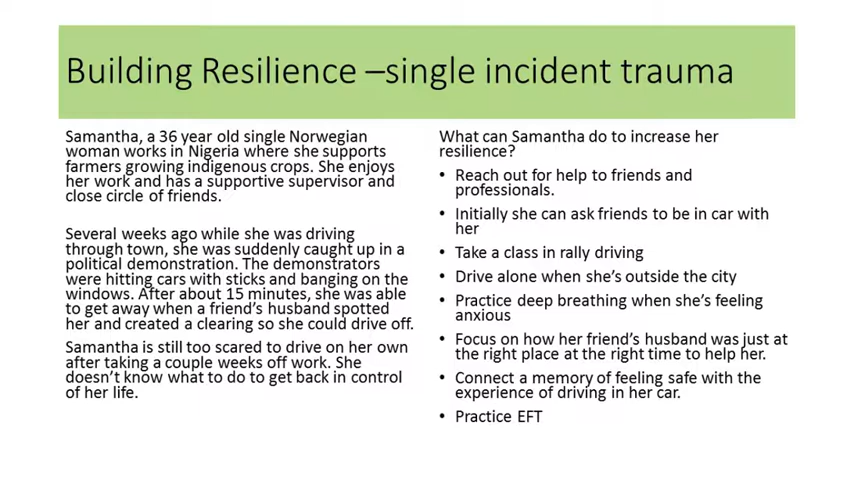 Building Resilience –single incident trauma
Samantha, a 36 year old single Norwegian
woman works in Nigeria where she supports
farmers growing indigenous crops. She enjoys
her work and has a supportive supervisor and
close circle of friends.
Several weeks ago while she was driving
through town, she was suddenly caught up in a
political demonstration. The demonstrators
were hitting cars with sticks and banging on the
windows. After about 15 minutes, she was able
to get away when a friend's husband spotted
her and created a clearing so she could drive off.
Samantha is still too scared to drive on her own
after taking a couple weeks off work. She
doesn't know what to do to get back in control
of her life.
What can Samantha do to increase her
resilience?
• Reach out for help to friends and
professionals.
• Initially she can ask friends to be in car with
her
• Take a class in rally driving
• Drive alone when she's outside the city
• Practice deep breathing when she's feeling
anxious
• Focus on how her friend's husband was just at
the right place at the right time to help her.
• Connect a memory of feeling safe with the
experience of driving in her car.
• Practice EFT